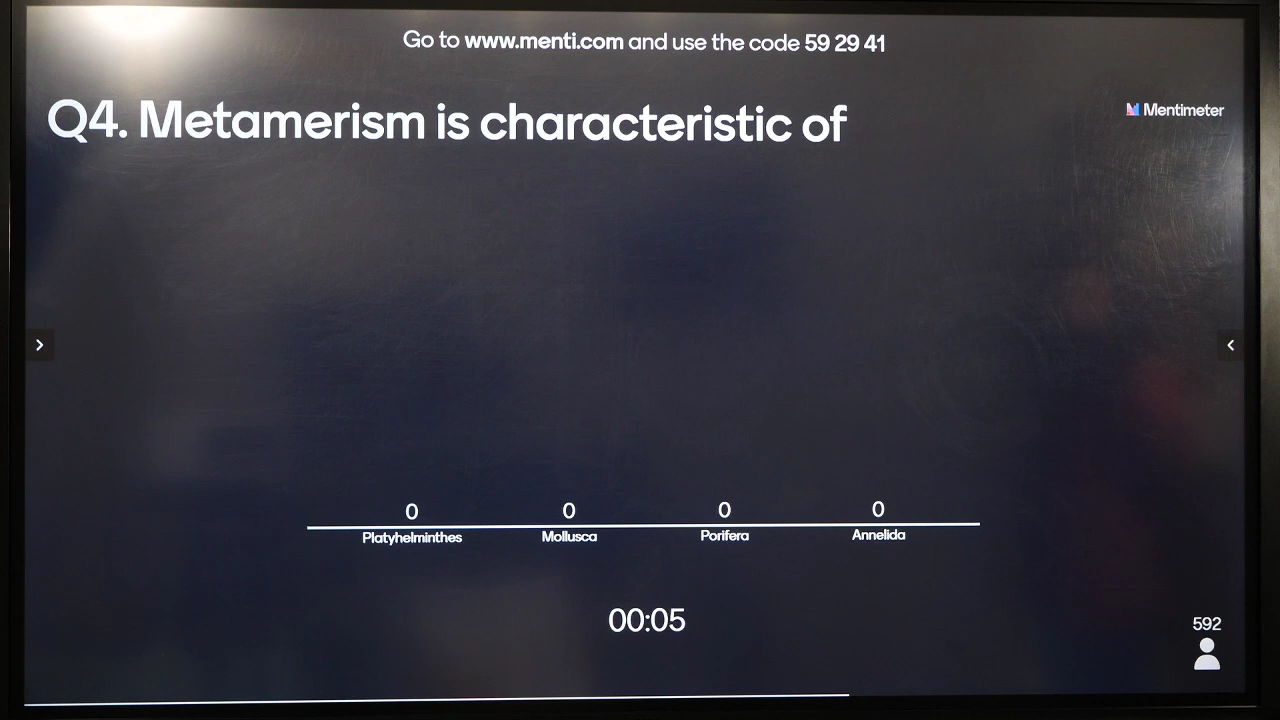 Go to www.menti.com and use the code 59 29 41
Q4. Metamerism is characteristic of
Mentimeter
0 0 0 0
Platyhelminthes Mollusca Porifera Annelida
00:05
592